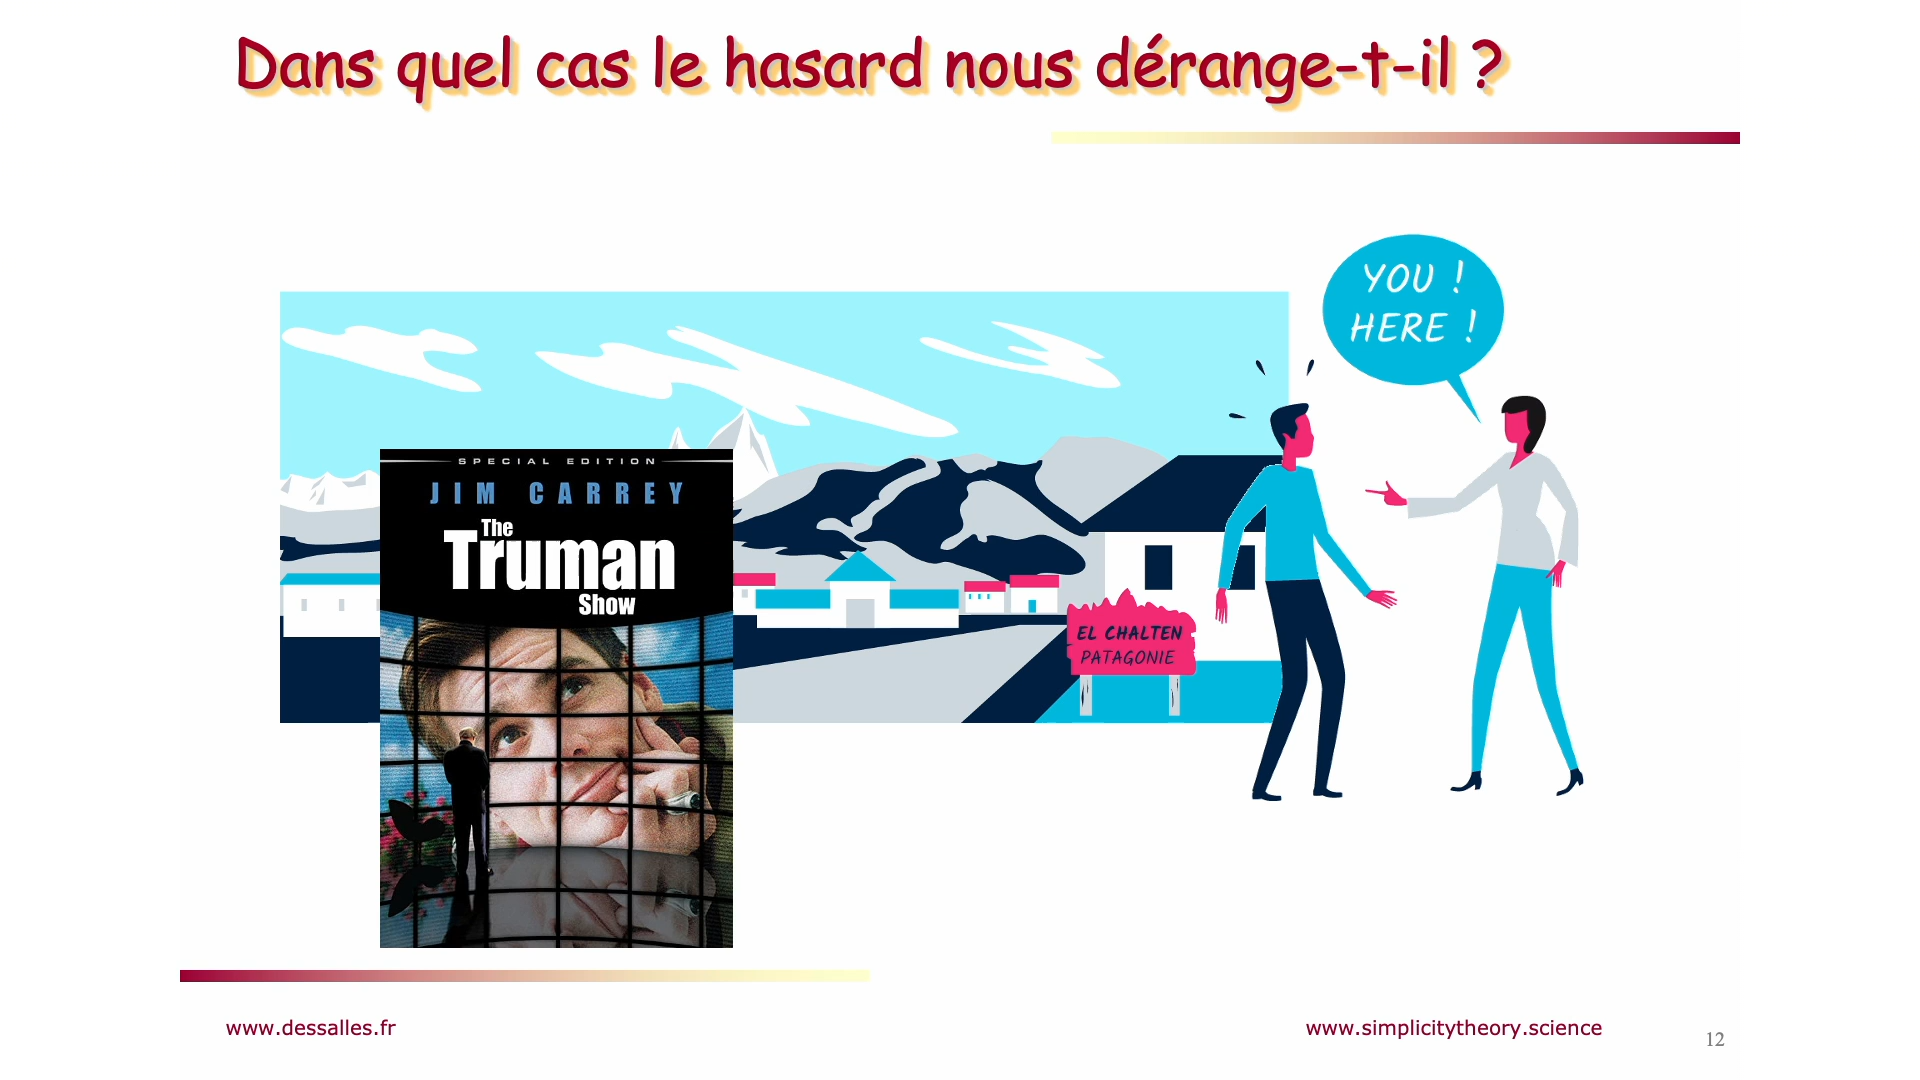 Dans quel cas le hasard nous dérange-t-il ?
YOU !
HERE !
SPECIAL EDITION
JIM CARREY
The
Truman
Show
EL CHALTEN
PATAGONIE
www.dessalles.fr
www.simplicitytheory.science
12